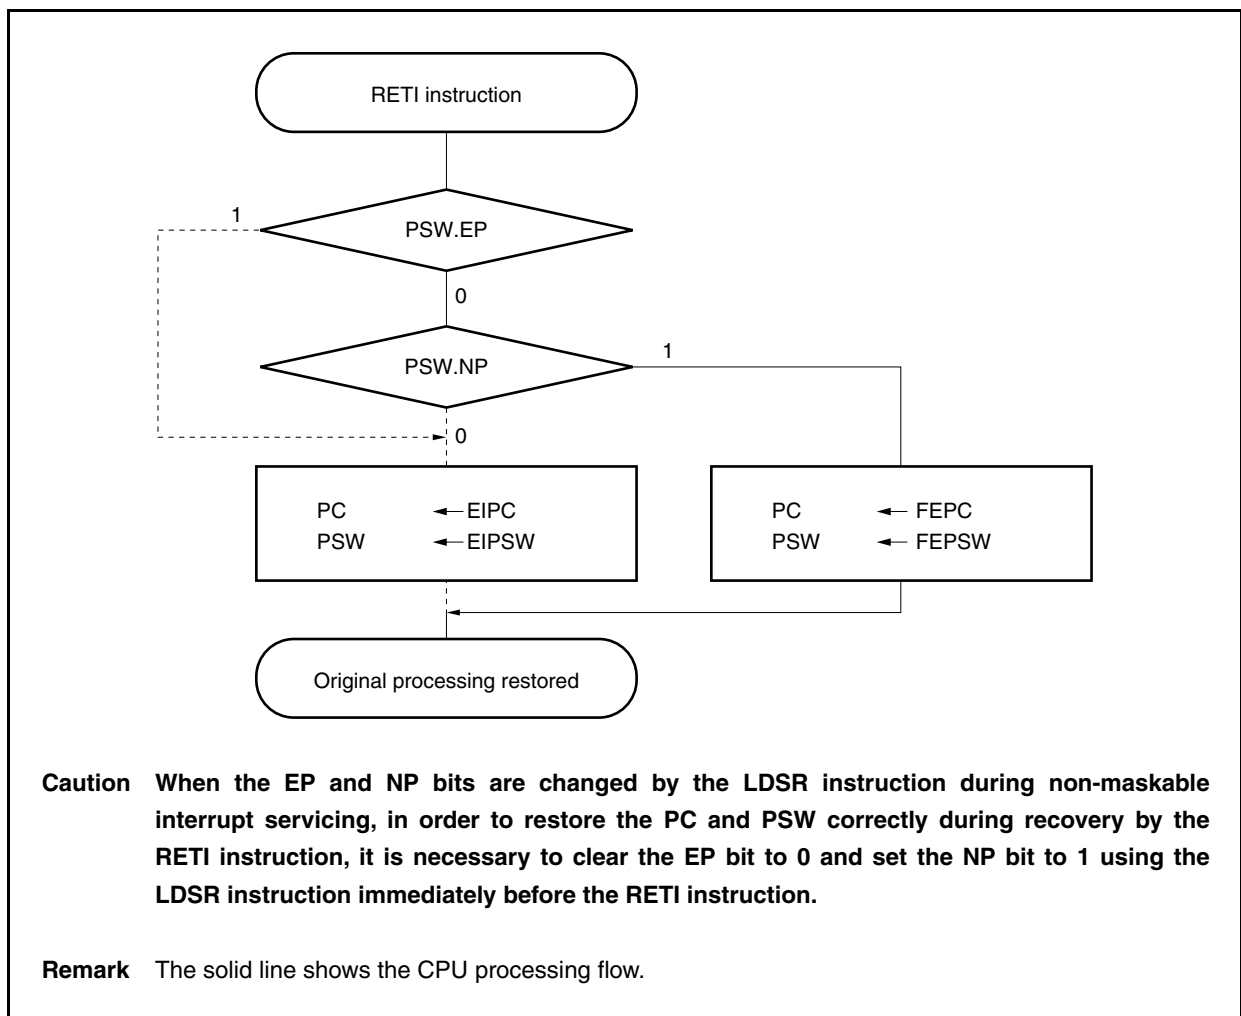 RETI instruction
1
PSW.EP
0
PSW.NP
1
0
PC ← EIPC
PSW ← EIPSW
PC ← FEPC
PSW ← FEPSW
Original processing restored
Caution When the EP and NP bits are changed by the LDSR instruction during non-maskable
interrupt servicing, in order to restore the PC and PSW correctly during recovery by the
RETI instruction, it is necessary to clear the EP bit to 0 and set the NP bit to 1 using the
LDSR instruction immediately before the RETI instruction.
Remark The solid line shows the CPU processing flow.